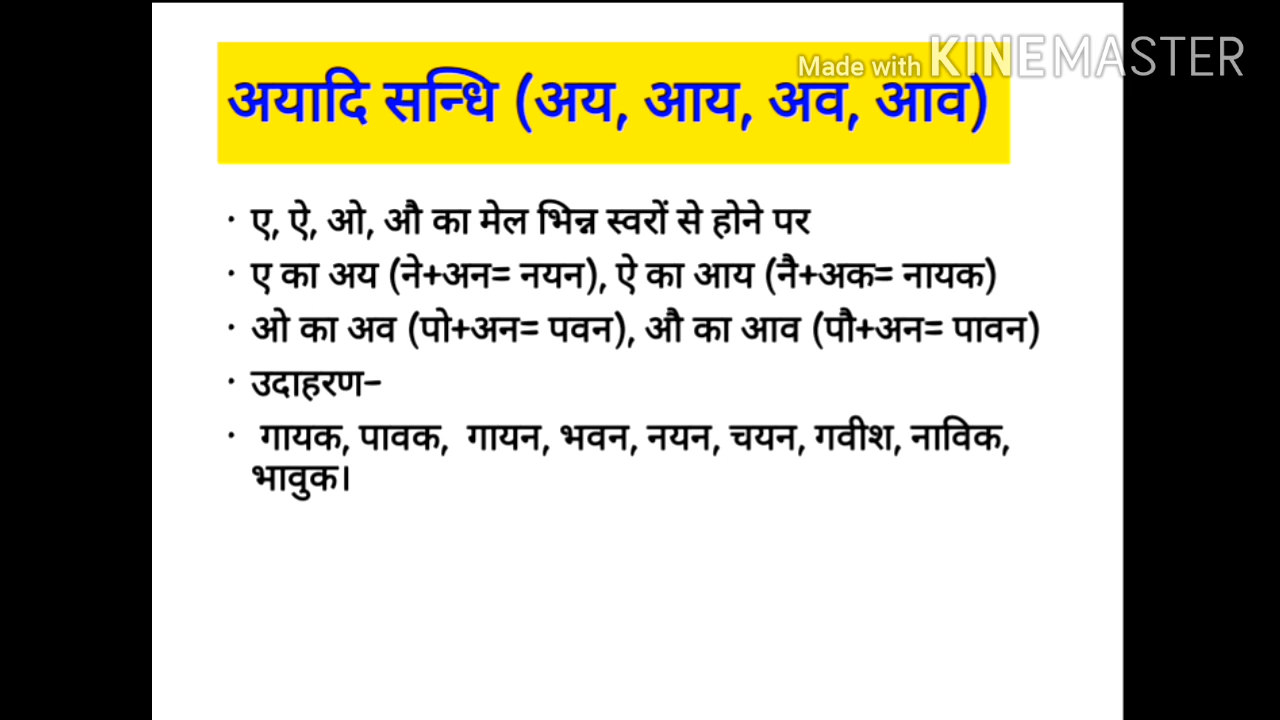 Made with KINEMASTER
अयादि सन्धि (अय, आय, अव, आव)
· ए, ऐ, ओ, औ का मेल भिन्न स्वरों से होने पर
· ए का अय (ने+अन= नयन), ऐ का आय (नै+अक= नायक)
· ओ का अव (पो+अन= पवन), औ का आव (पौ+अन= पावन)
· उदाहरण–
· गायक, पावक, गायन, भवन, नयन, चयन, गवीश, नाविक,
भावुक।